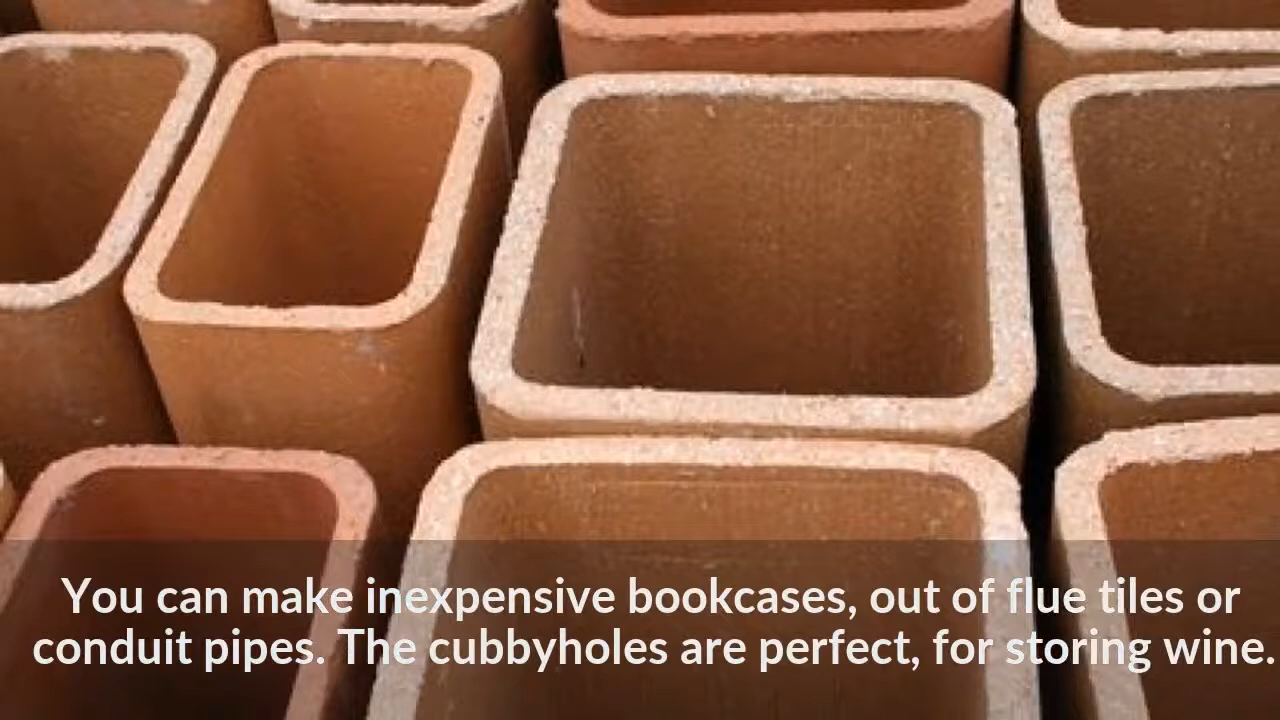 You can make inexpensive bookcases, out of flue tiles or
conduit pipes. The cubbyholes are perfect, for storing wine.